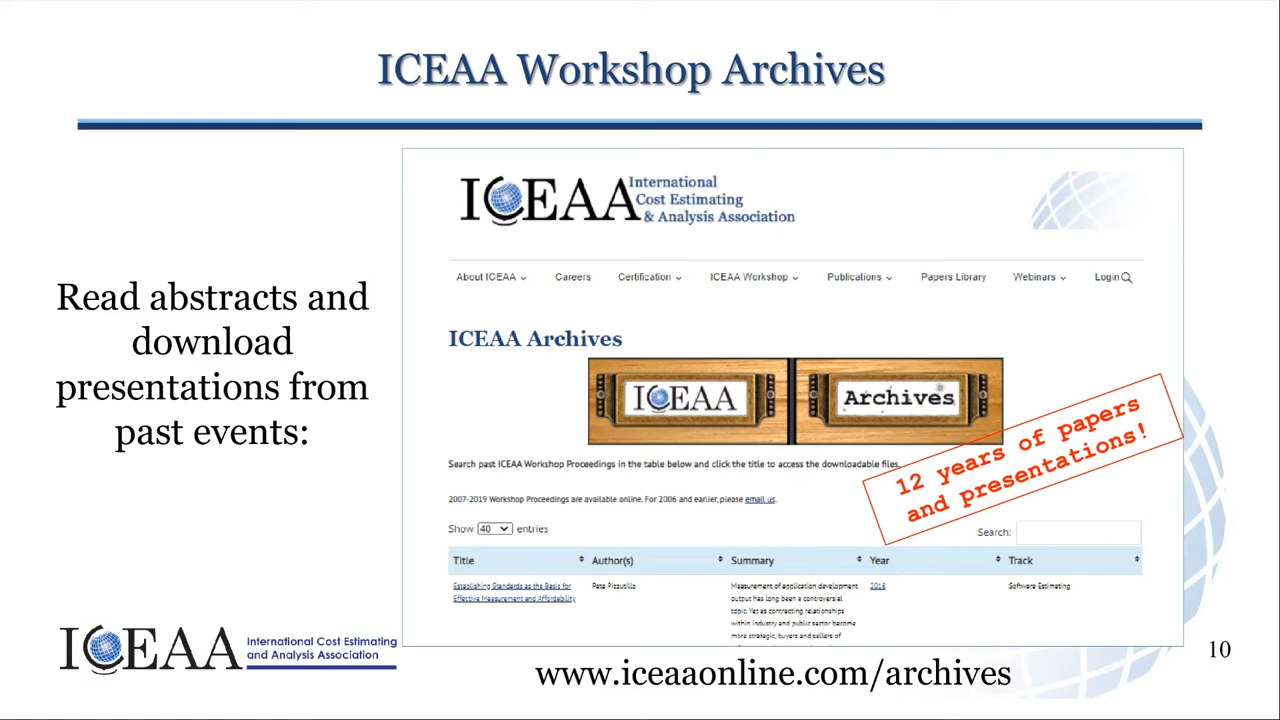 ICEAA Workshop Archives
Read abstracts and
download
presentations from
past events:
ICEAA International
Cost Estimating
& Analysis Association
About ICEAA Careers Certification ICEAA Workshop Publications Papers Library Webinars Login
ICEAA Archives
ICEAA Archives
12 years of papers
and presentations!
Search past ICEAA Workshop Proceedings in the table below and click the title to access the downloadable files.
2007-2019 Workshop Proceedings are available online. For 2006 and earlier, please email us.
Show 40 entries
Search:
Title Author(s) Summary Year Track
Establishing Standards as the Basis for
Effective Measurement and Affordability
Pete Pizzutillo
Measurement of application development
output has long been a controversial
topic. Yet as contracting relationships
within industry and public sector become
more strategic, buyers and sellers of
2018
Software Estimating
ICEAA International Cost Estimating
and Analysis Association
www.iceaaonline.com/archives
10